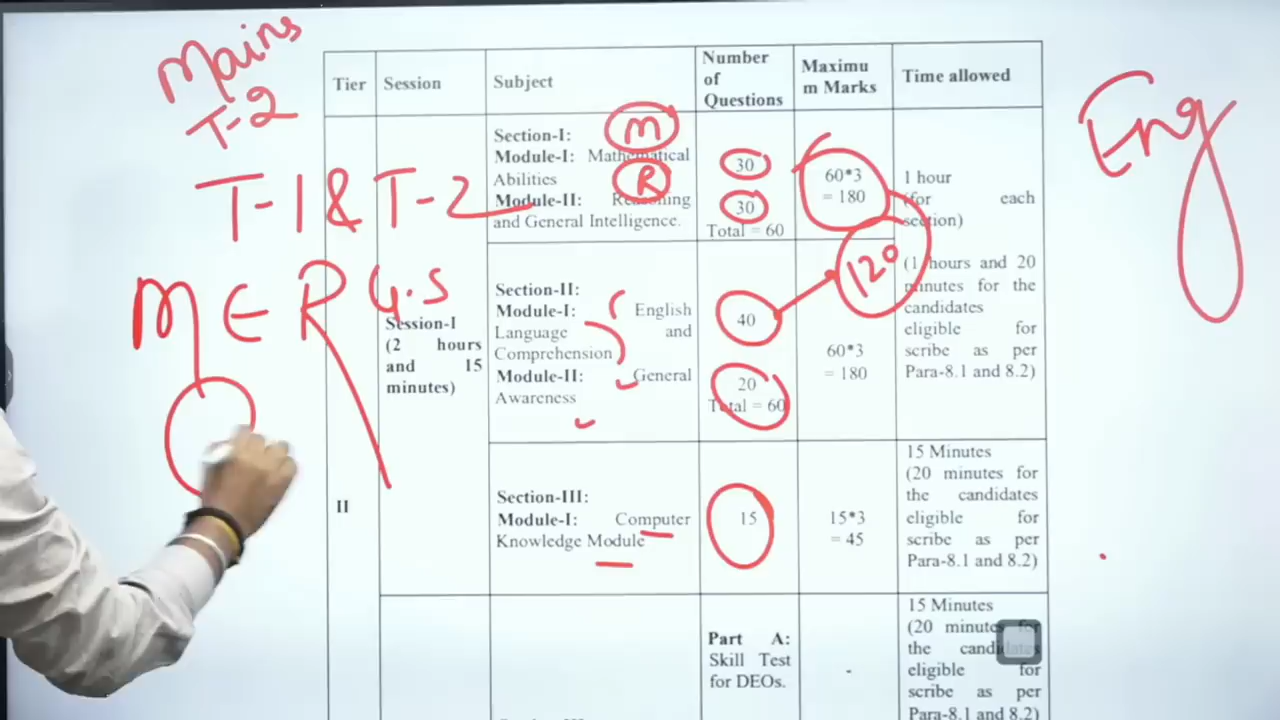 Mains
T-2
T-1 & T-2
M E R G.S
Eng
Tier
Session
Subject
Number
of
Questions
Maximu
m Marks
Time allowed
II
Session-I
(2 hours
and 15
minutes)
Section-I: M
Module-I: Mathematical
Abilities R
Module-II: Reasoning
and General Intelligence.
30
30
Total = 60
60*3
= 180
1 hour
(for each
section)
(1 hours and 20
minutes for the
candidates
eligible for
scribe as per
Para-8.1 and 8.2)
Section-II:
Module-I: English
Language and
Comprehension
Module-II: General
Awareness
40
20
Total = 60
120
60*3
= 180
Section-III:
Module-I: Computer
Knowledge Module
15
15*3
= 45
15 Minutes
(20 minutes for
the candidates
eligible for
scribe as per
Para-8.1 and 8.2)
Part A:
Skill Test
for DEOs.
-
15 Minutes
(20 minutes for
the candidates
eligible for
scribe as per
Para-8.1 and 8.2)